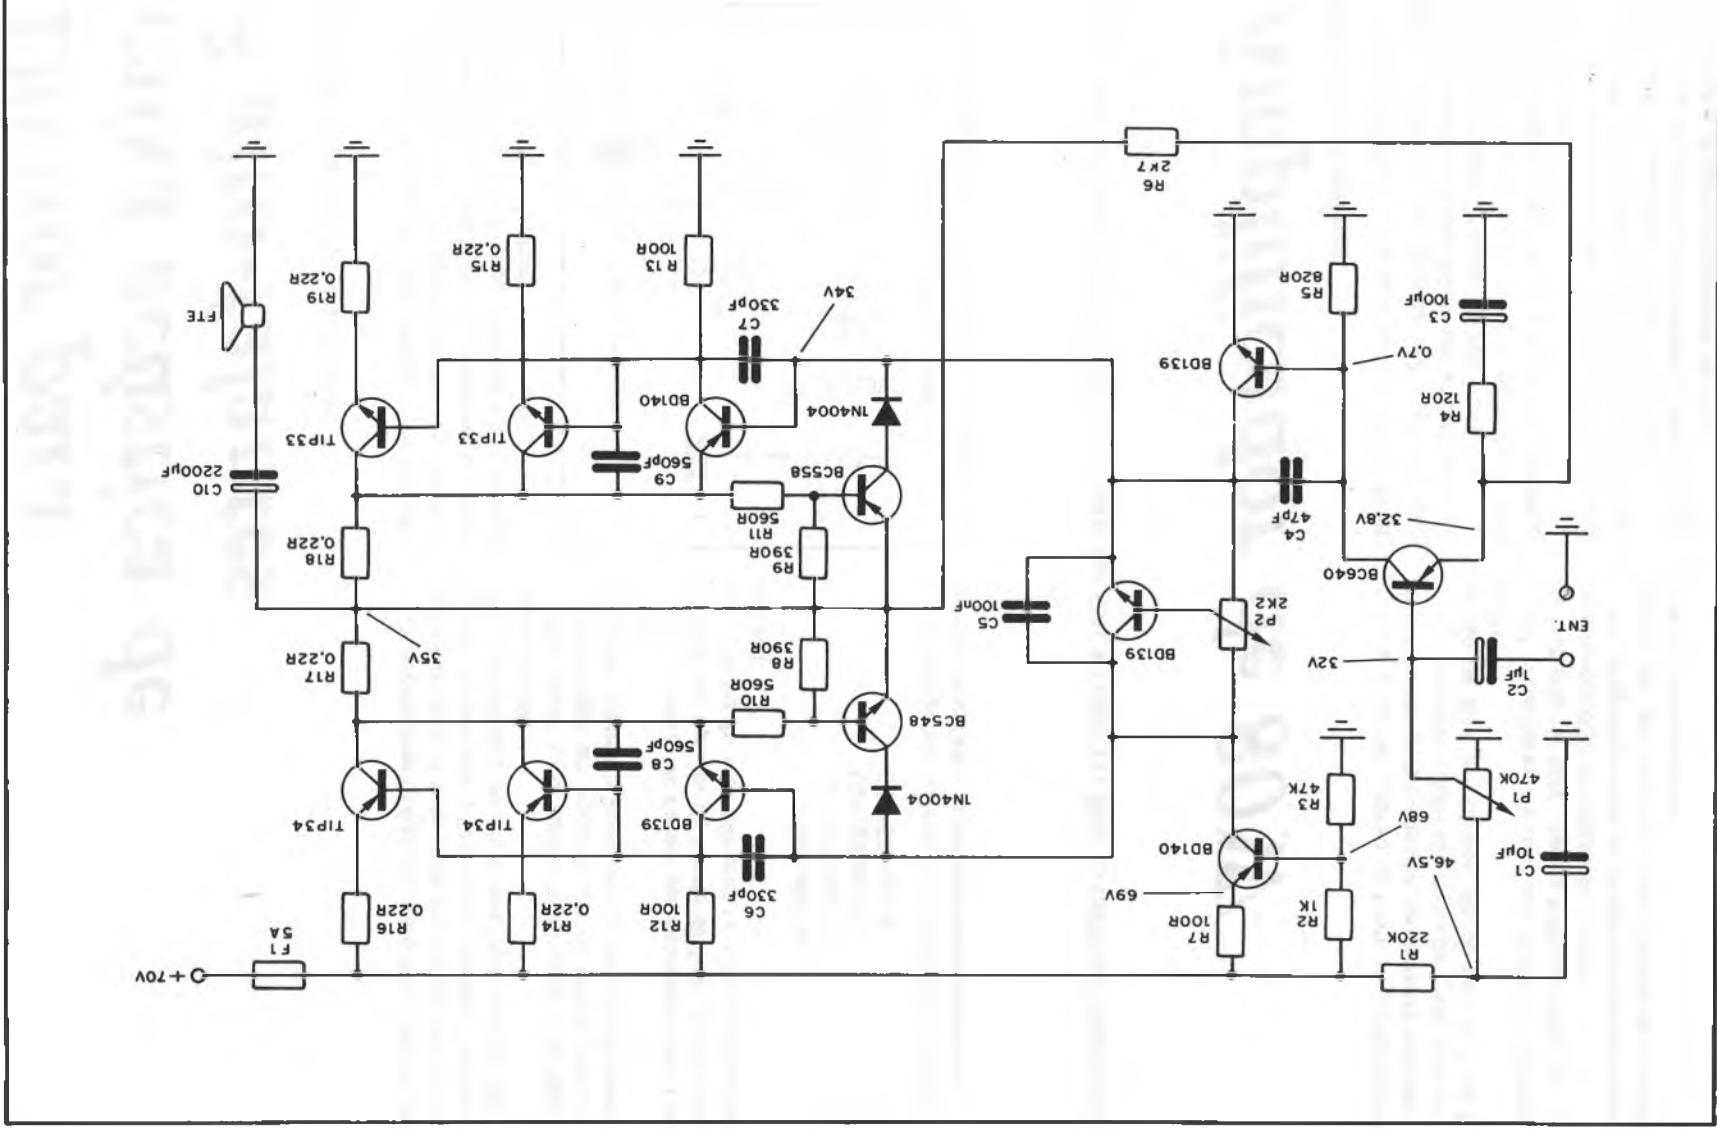 R1
220K
+70V
F1
5A
C1
10µF
46,5V
P1
470K
R2
1K
68V
R3
47K
R7
100R
69V
BD140
R12
100R
C6
330pF
R14
0,22R
R16
0,22R
1N4004
BD139
TIP34
TIP34
C8
560pF
BC548
R10
560R
R8
390R
R17
0,22R
35V
C2
1µF
32V
ENT.
P2
2K2
BD139
C5
100nF
BC640
32,8V
C4
47pF
R9
390R
R11
560R
R18
0,22R
BC558
C9
560pF
C10
2200µF
1N4004
BD140
TIP33
TIP33
R4
120R
0,7V
BD139
C3
100µF
R5
820R
34V
C7
330pF
R13
100R
R15
0,22R
R19
0,22R
FTE
R6
2K7